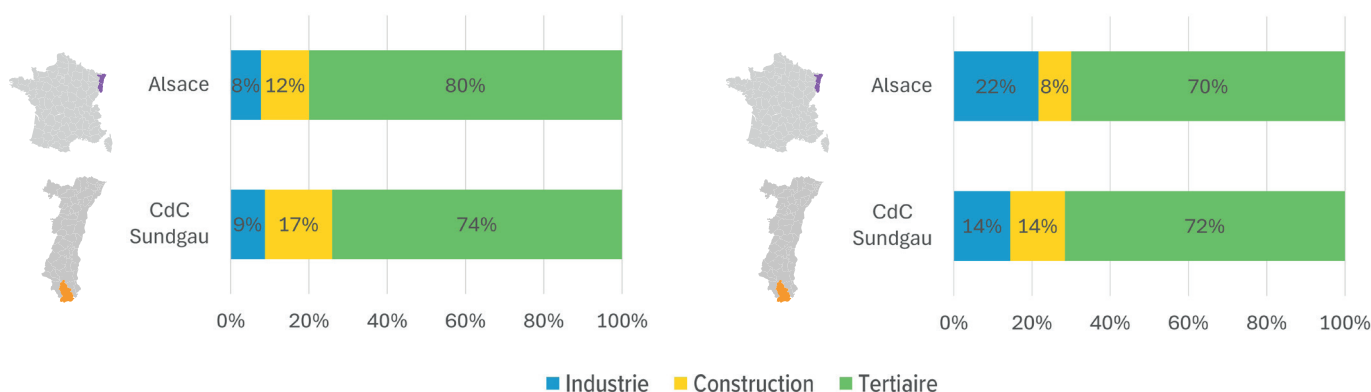 Alsace
8% 12% 80%
CdC
Sundgau
9% 17% 74%
0% 20% 40% 60% 80% 100%
Alsace
22% 8% 70%
CdC
Sundgau
14% 14% 72%
0% 20% 40% 60% 80% 100%
Industrie Construction Tertiaire